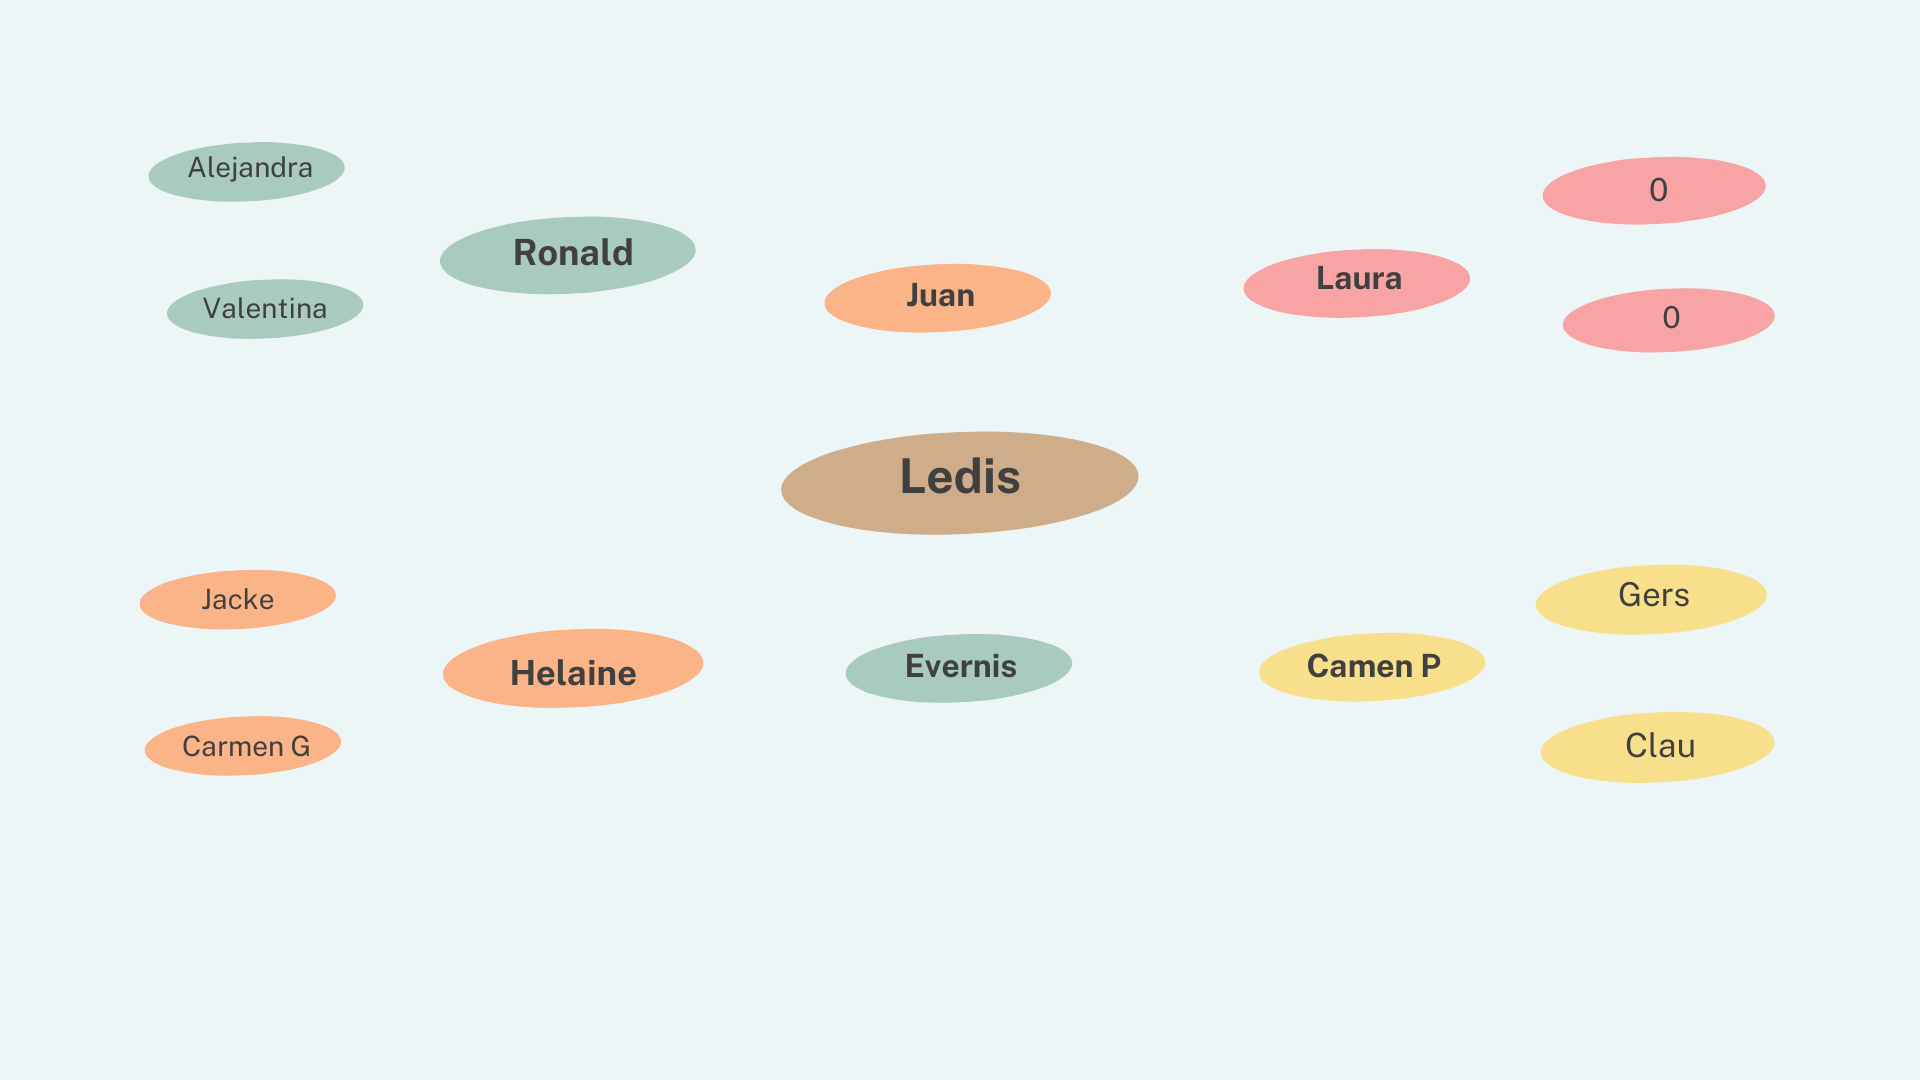 Alejandra
Valentina
Ronald
Juan
Laura
0
0
Ledis
Jacke
Carmen G
Helaine
Evernis
Camen P
Gers
Clau